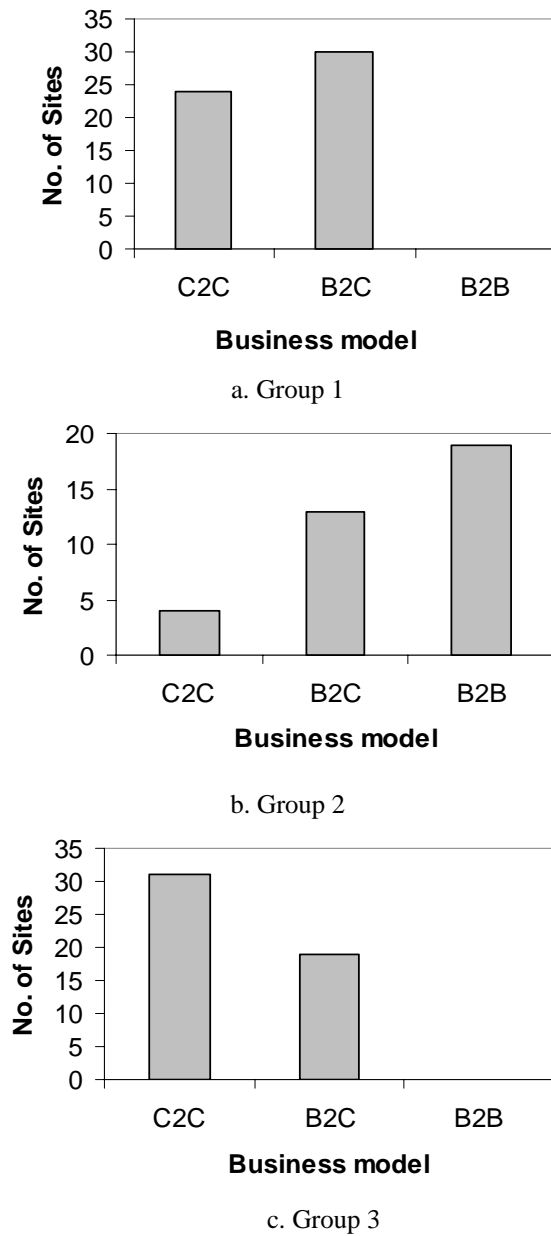 35
30
25
20
15
10
5
0
No. of Sites
C2C B2C B2B
Business model
a. Group 1
20
15
10
5
0
No. of Sites
C2C B2C B2B
Business model
b. Group 2
35
30
25
20
15
10
5
0
No. of Sites
C2C B2C B2B
Business model
c. Group 3